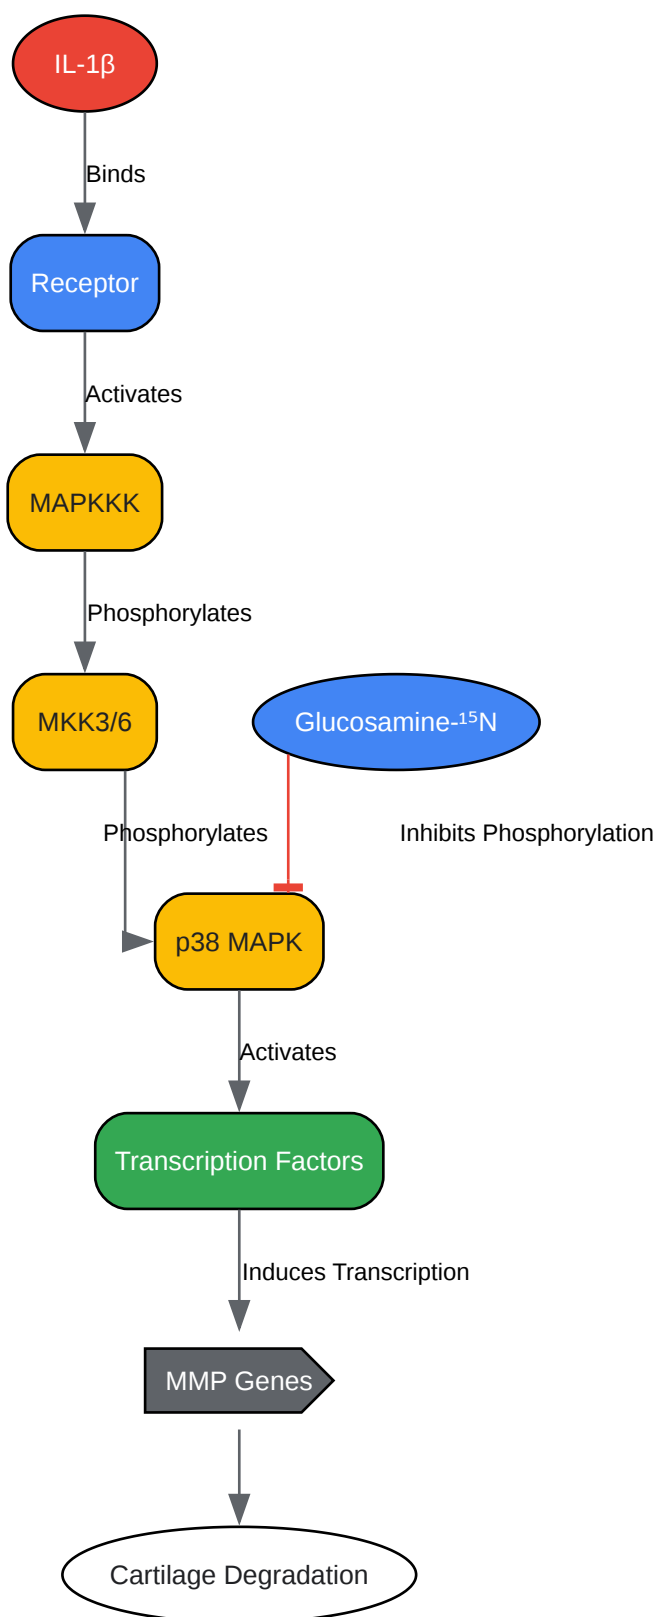 IL-1β
Binds
Receptor
Activates
MAPKKK
Phosphorylates
MKK3/6
Glucosamine-¹⁵N
Phosphorylates
Inhibits Phosphorylation
p38 MAPK
Activates
Transcription Factors
Induces Transcription
MMP Genes
Cartilage Degradation